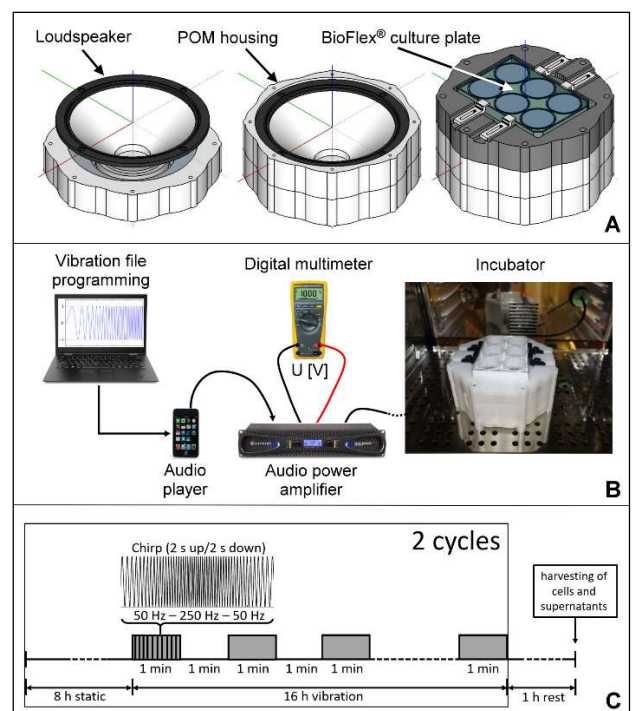 Loudspeaker
POM housing
BioFlex® culture plate
A
Vibration file
programming
Digital multimeter
Incubator
1000
U [V]
Audio
player
Audio power
amplifier
B
2 cycles
Chirp (2 s up/2 s down)
harvesting of
cells and
supernatants
50 Hz – 250 Hz – 50 Hz
1 min 1 min 1 min 1 min 1 min 1 min
8 h static 16 h vibration 1 h rest
C